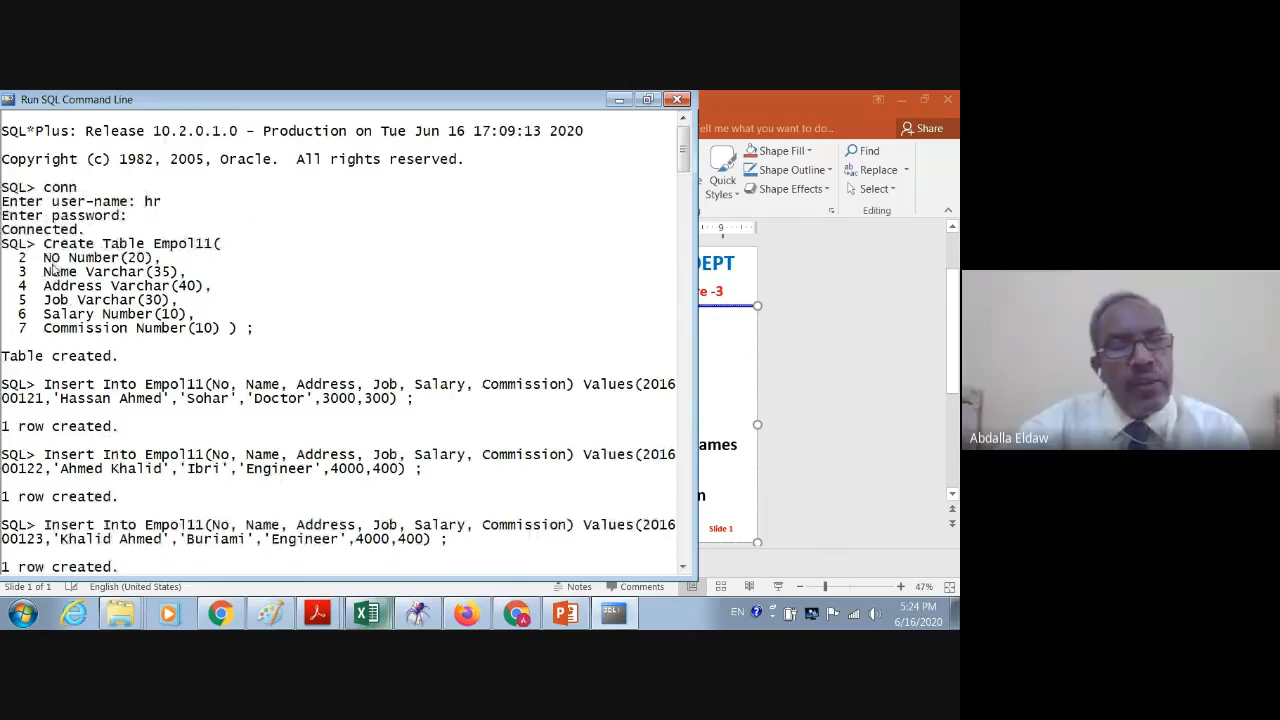 Run SQL Command Line
SQL*Plus: Release 10.2.0.1.0 - Production on Tue Jun 16 17:09:13 2020
Copyright (c) 1982, 2005, Oracle.  All rights reserved.
SQL> conn
Enter user-name: hr
Enter password:
Connected.
SQL> Create Table Empol11(
2  No Number(20),
3  Name Varchar(35),
4  Address Varchar(40),
5  Job Varchar(30),
6  Salary Number(10),
7  Commission Number(10) ) ;
Table created.
SQL> Insert Into Empol11(No, Name, Address, Job, Salary, Commission) Values(2016
00121,'Hassan Ahmed','Sohar','Doctor',3000,300) ;
1 row created.
SQL> Insert Into Empol11(No, Name, Address, Job, Salary, Commission) Values(2016
00122,'Ahmed Khalid','Ibri','Engineer',4000,400) ;
1 row created.
SQL> Insert Into Empol11(No, Name, Address, Job, Salary, Commission) Values(2016
00123,'Khalid Ahmed','Buriami','Engineer',4000,400) ;
1 row created.
ell me what you want to do...
Share
Quick
Styles
Shape Fill
Shape Outline
Shape Effects
Find
Replace
Select
Editing
9
DEPT
re -3
ames
n
Slide 1
Slide 1 of 1
English (United States)
Notes
Comments
47%
EN
5:24 PM
6/16/2020
Abdalla Eldaw